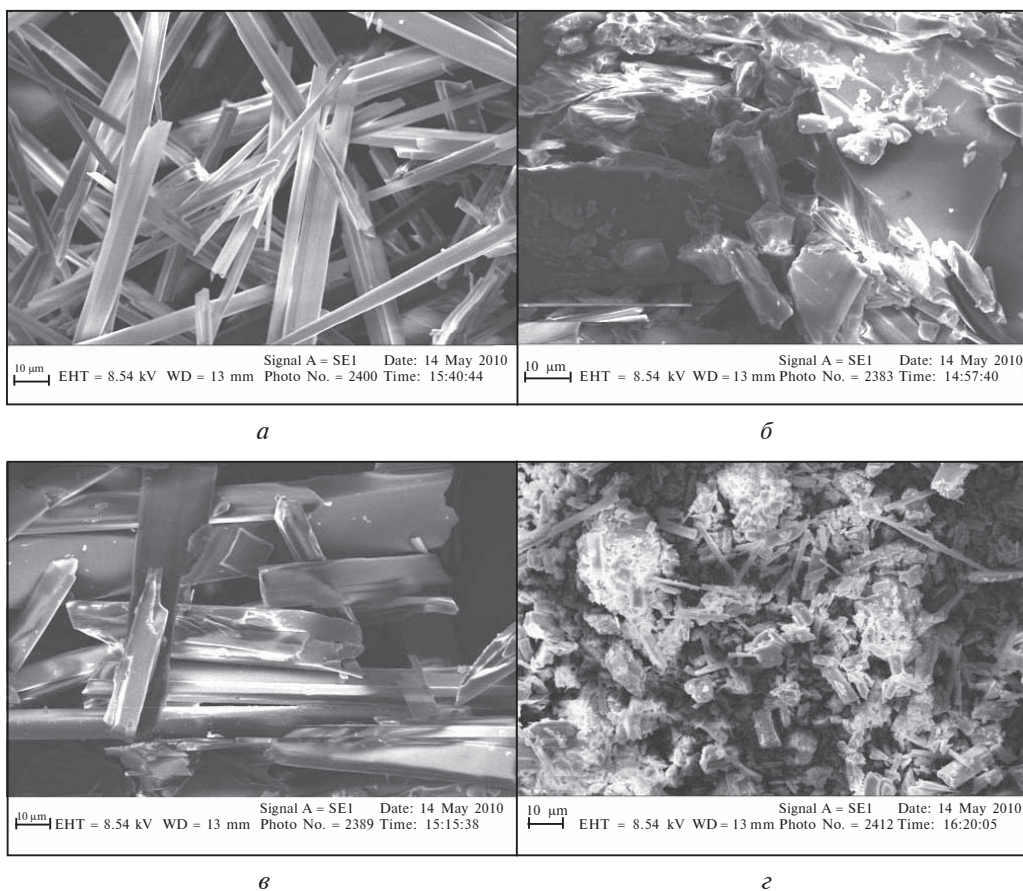 Signal A = SE1 Date: 14 May 2010
10 μm EHT = 8.54 kV WD = 13 mm Photo No. = 2400 Time: 15:40:44
Signal A = SE1 Date: 14 May 2010
10 μm EHT = 8.54 kV WD = 13 mm Photo No. = 2383 Time: 14:57:40
а
б
Signal A = SE1 Date: 14 May 2010
10 μm EHT = 8.54 kV WD = 13 mm Photo No. = 2389 Time: 15:15:38
Signal A = SE1 Date: 14 May 2010
10 μm EHT = 8.54 kV WD = 13 mm Photo No. = 2412 Time: 16:20:05
в
г